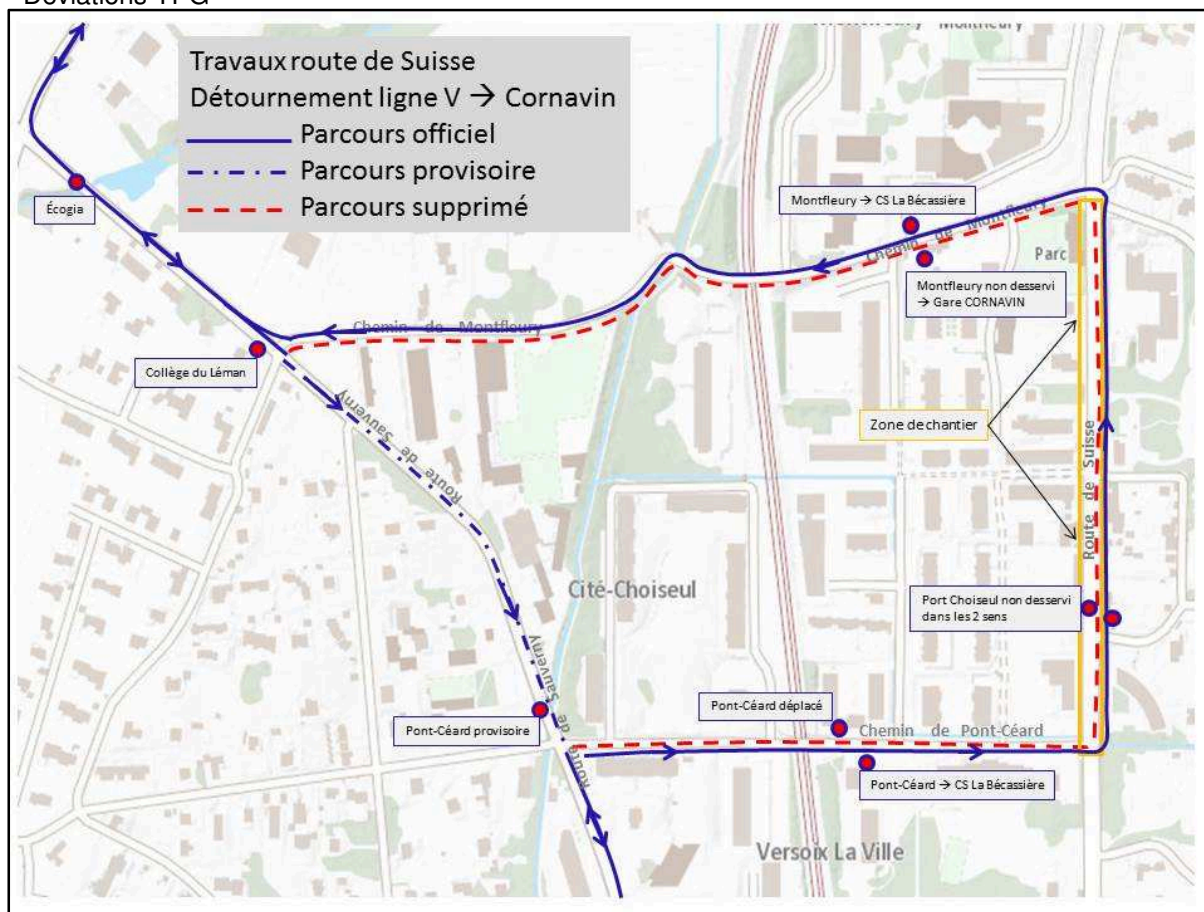 Déviations TPG
Montfleury
Travaux route de Suisse
Détournement ligne V → Cornavin
Parcours officiel
Parcours provisoire
Parcours supprimé
Écogia
Montfleury → CS La Bécassière
Chemin de Montfleury
Parc
Montfleury non desservi
→ Gare CORNAVIN
Chemin de Montfleury
Collège du Léman
Route de Sauverny
Zone de chantier
Route de Suisse
Cité-Choiseul
Port Choiseul non desservi
dans les 2 sens
Route de Sauverny
Pont-Céard provisoire
Pont-Céard déplacé
Chemin de Pont-Céard
Pont-Céard → CS La Bécassière
Versoix La Ville